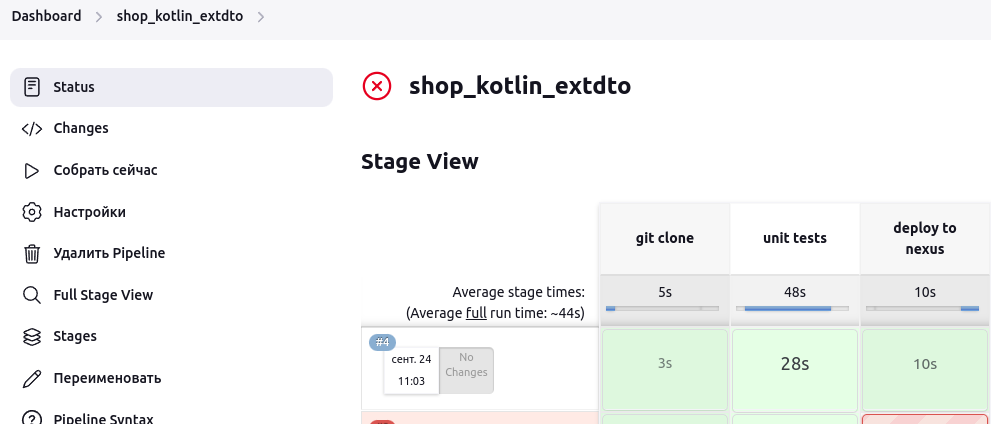 Dashboard
shop_kotlin_extdto
Status
Changes
Собрать сейчас
Настройки
Удалить Pipeline
Full Stage View
Stages
Переименовать
Pipeline Syntax
shop_kotlin_extdto
Stage View
git clone
unit tests
deploy to
nexus
Average stage times:
(Average full run time: ~44s)
5s
48s
10s
#4
сент. 24
11:03
No
Changes
3s
28s
10s